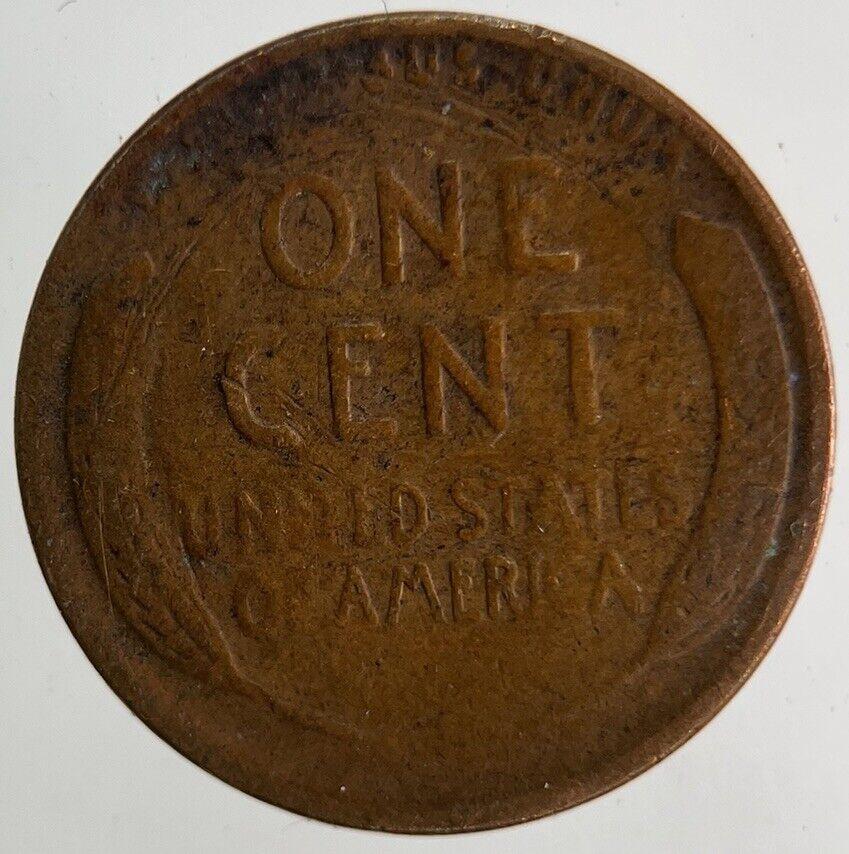 ONE
CENT
UNITED STATES
OF AMERICA